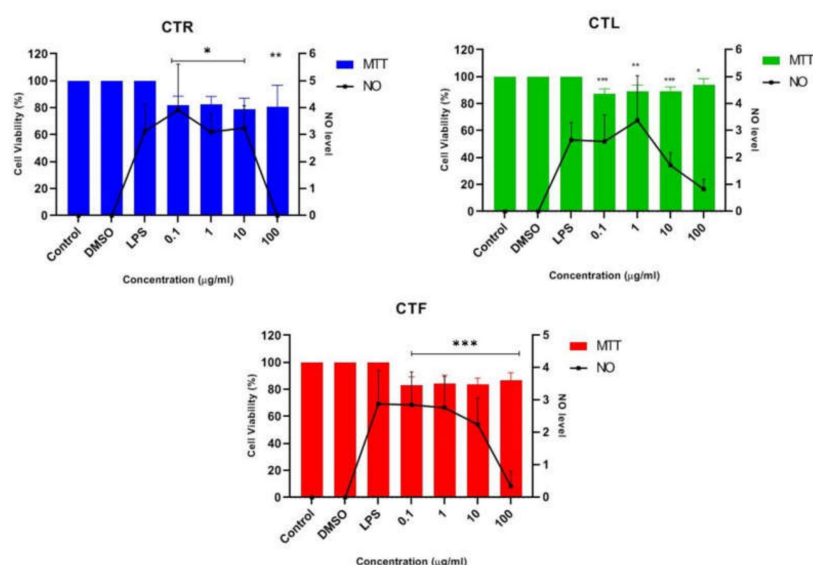 CTR
120
100
80
60
40
20
0
Cell Viability (%)
*
**
6
5
4
3
2
1
0
NO level
MTT
NO
Control
DMSO
LPS
0.1
1
10
100
Concentration (μg/ml)
CTL
120
100
80
60
40
20
0
Cell Viability (%)
***
**
***
*
6
5
4
3
2
1
0
NO level
MTT
NO
Control
DMSO
LPS
0.1
1
10
100
Concentration (μg/ml)
CTF
120
100
80
60
40
20
0
Cell Viability (%)
***
5
4
3
2
1
0
NO level
MTT
NO
Control
DMSO
LPS
0.1
1
10
100
Concentration (μg/ml)